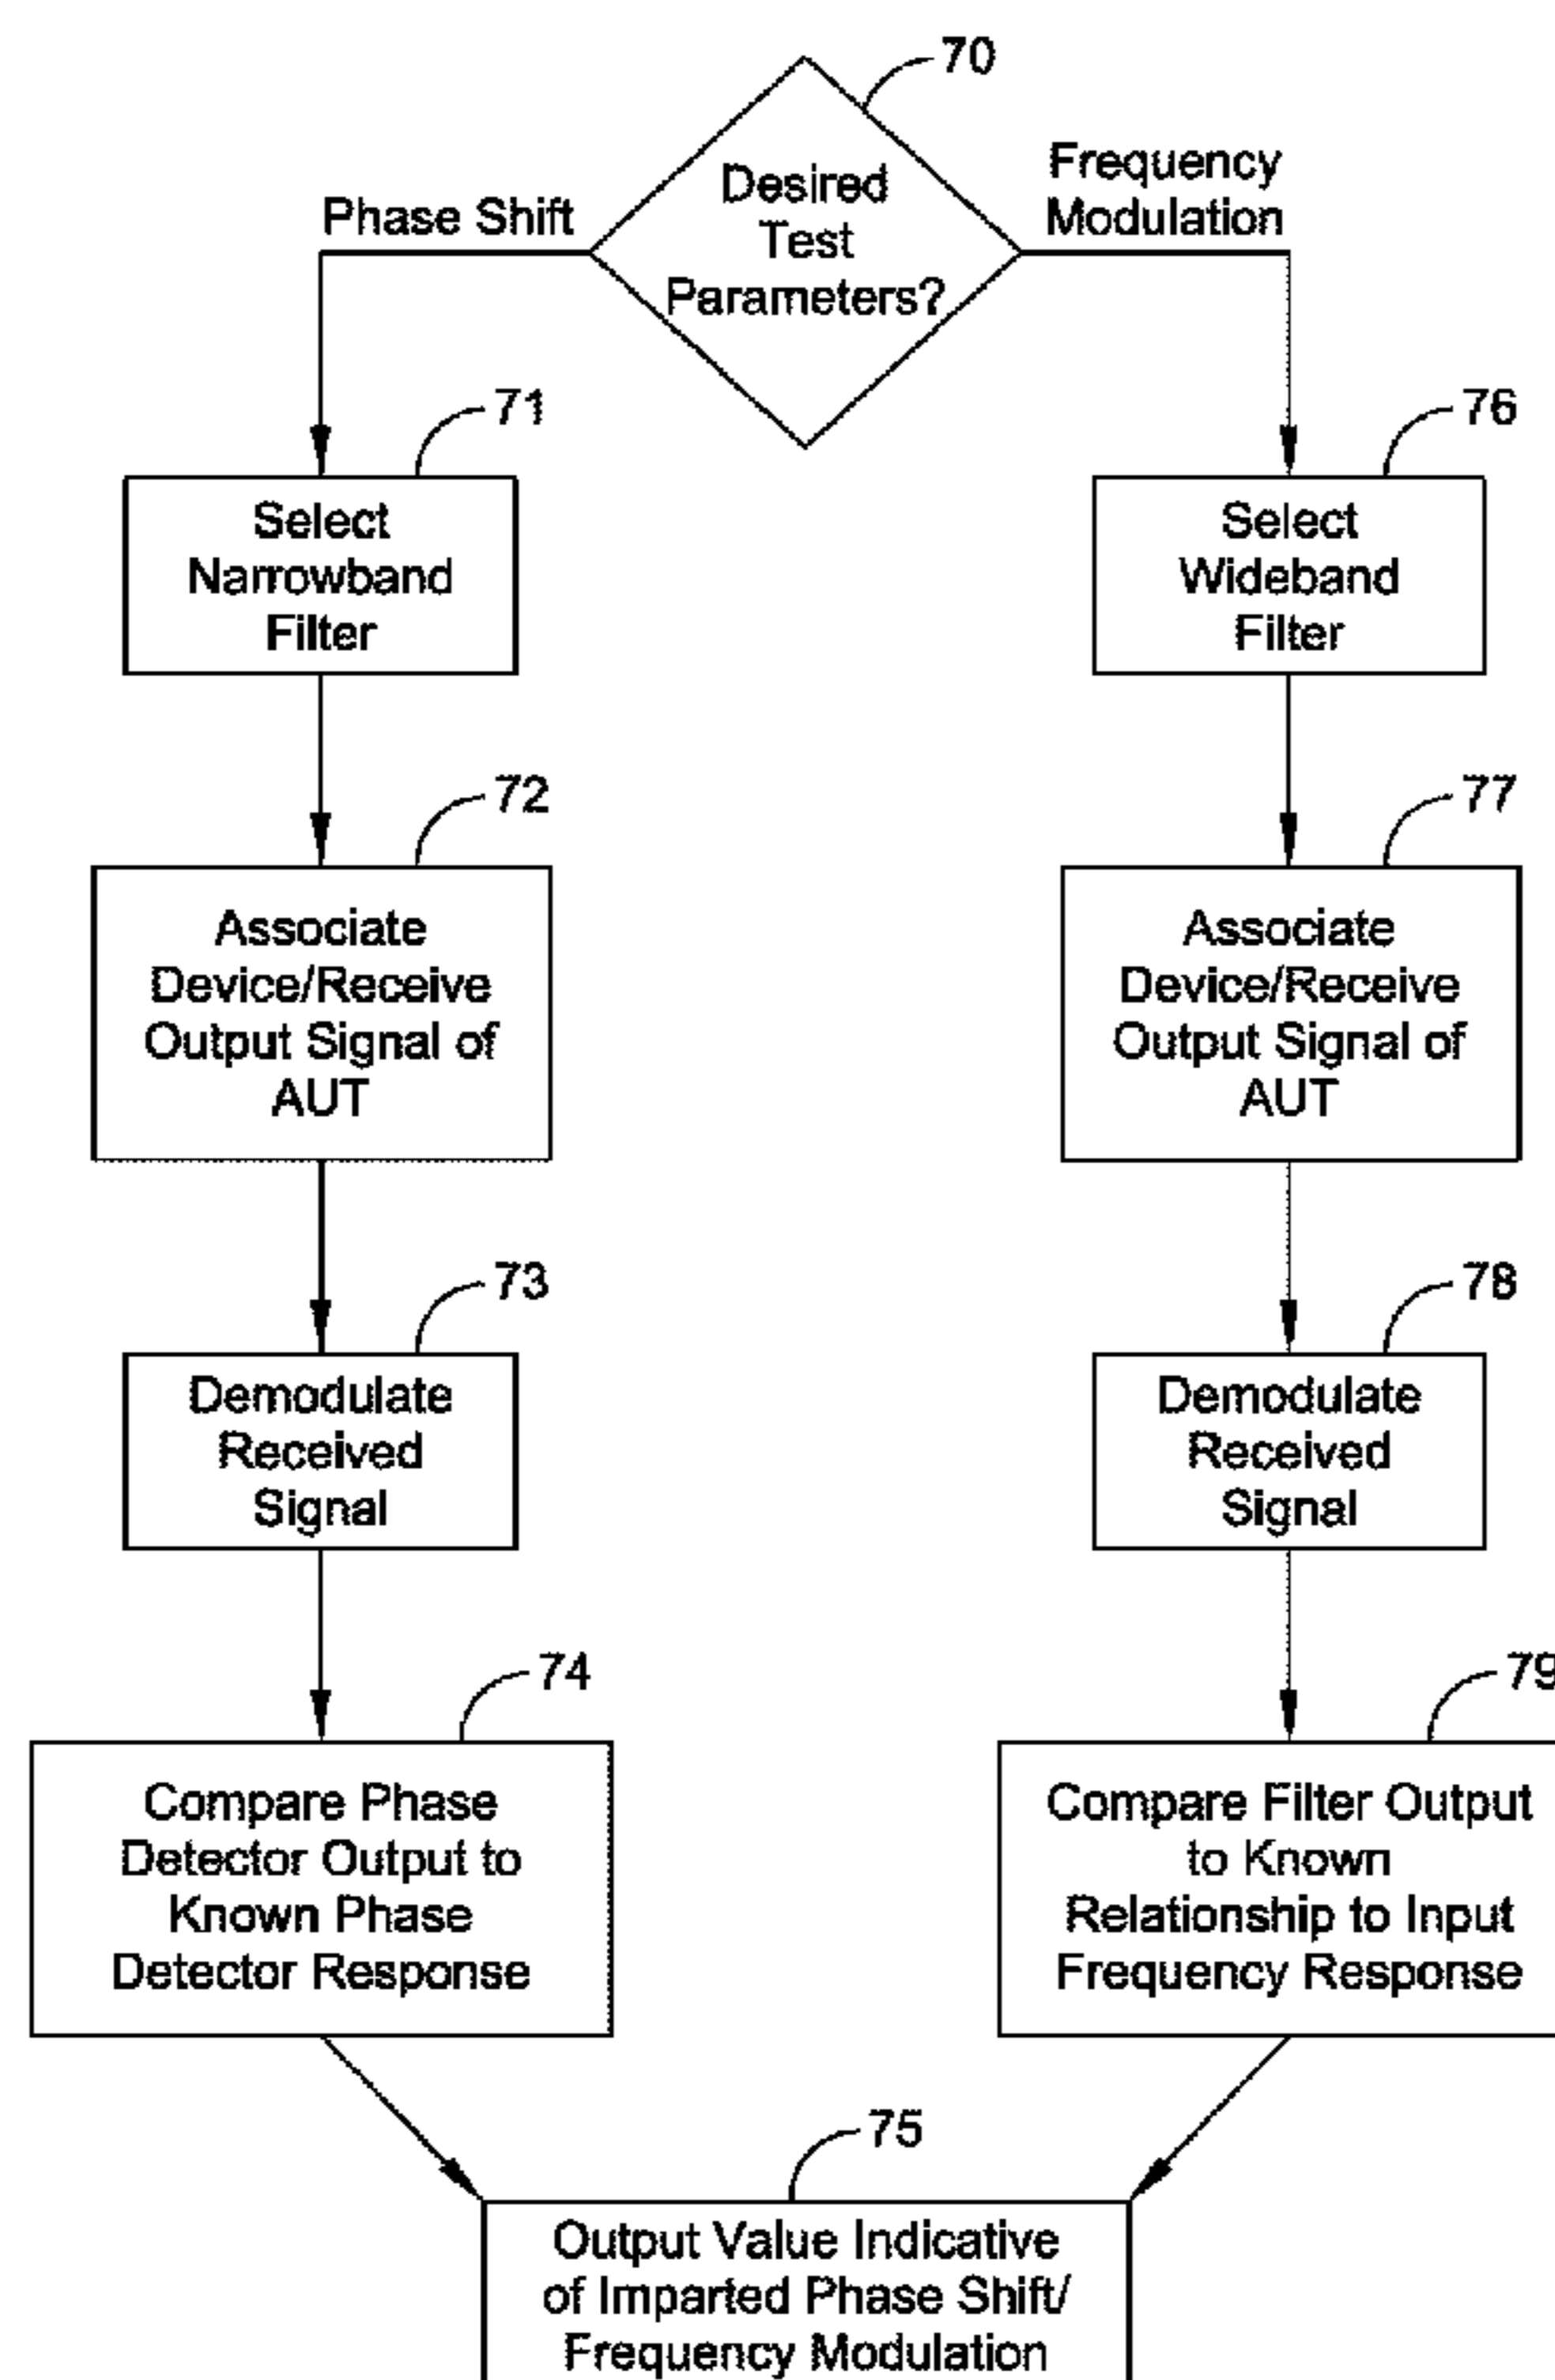 70
Desired
Test
Parameters?
Phase Shift
Frequency
Modulation
71
Select
Narrowband
Filter
76
Select
Wideband
Filter
72
Associate
Device/Receive
Output Signal of
AUT
77
Associate
Device/Receive
Output Signal of
AUT
73
Demodulate
Received
Signal
78
Demodulate
Received
Signal
74
Compare Phase
Detector Output to
Known Phase
Detector Response
79
Compare Filter Output
to Known
Relationship to Input
Frequency Response
75
Output Value Indicative
of Imparted Phase Shift/
Frequency Modulation